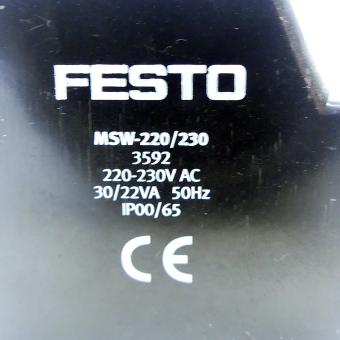 FESTO
MSW-220/230
3592
220-230V AC
30/22VA 50Hz
IP00/65
CE